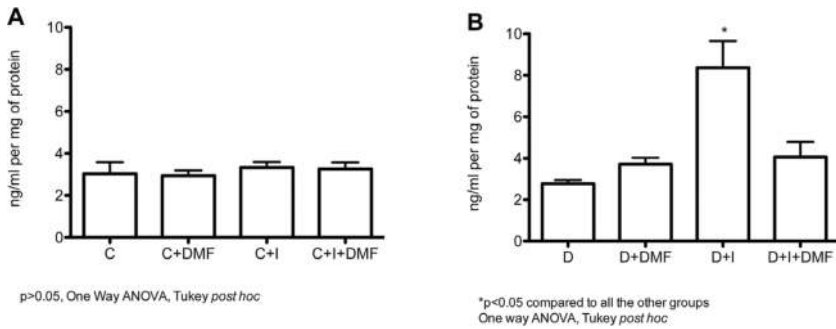 A
ng/ml per mg of protein
10
8
6
4
2
0
C C+DMF C+I C+I+DMF
p>0.05, One Way ANOVA, Tukey post hoc
B
ng/ml per mg of protein
10
8
6
4
2
0
*
D D+DMF D+I D+I+DMF
*p<0.05 compared to all the other groups
One way ANOVA, Tukey post hoc